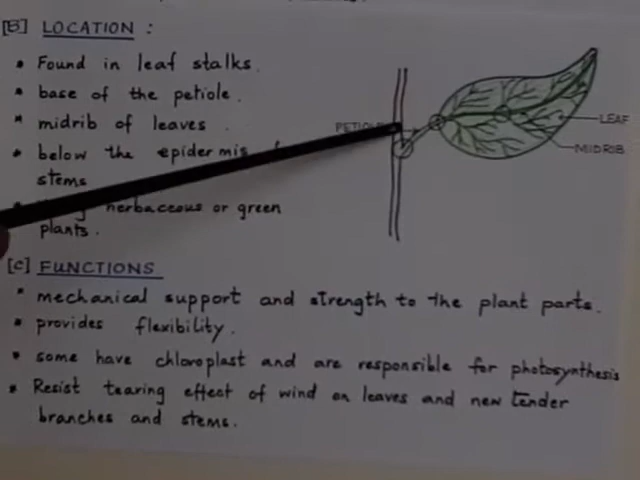 [B] LOCATION :
• Found in leaf stalks.
• base of the petiole.
• midrib of leaves
• below the epidermis
stems
herbaceous or green
plants.
PETIOLE
LEAF
MIDRIB
[C] FUNCTIONS
• mechanical support and strength to the plant parts.
• provides flexibility.
• some have chloroplast and are responsible for photosynthesis
• Resist tearing effect of wind on leaves and new tender
branches and stems.